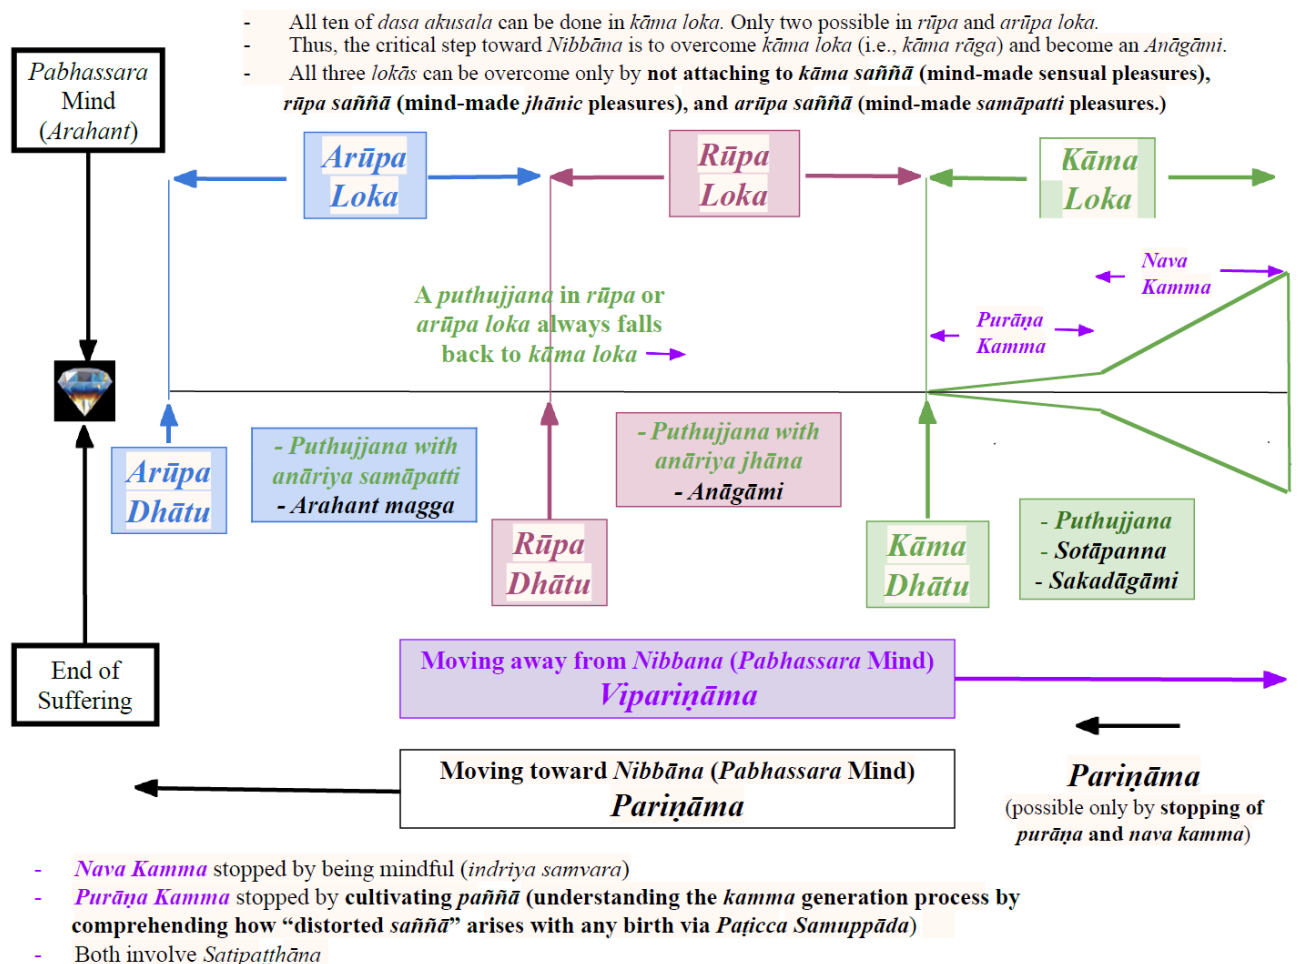 - All ten of dasa akusala can be done in kāma loka. Only two possible in rūpa and arūpa loka.
- Thus, the critical step toward Nibbāna is to overcome kāma loka (i.e., kāma rāga) and become an Anāgāmi.
- All three lokās can be overcome only by not attaching to kāma saññā (mind-made sensual pleasures),
rūpa saññā (mind-made jhānic pleasures), and arūpa saññā (mind-made samāpatti pleasures.)
Pabhassara
Mind
(Arahant)
Arūpa
Loka
Rūpa
Loka
Kāma
Loka
Nava
Kamma
Purāṇa
Kamma
A puthujjana in rūpa or
arūpa loka always falls
back to kāma loka
Arūpa
Dhātu
- Puthujjana with
anāriya samāpatti
- Arahant magga
Rūpa
Dhātu
- Puthujjana with
anāriya jhāna
- Anāgāmi
Kāma
Dhātu
- Puthujjana
- Sotāpanna
- Sakadāgāmi
End of
Suffering
Moving away from Nibbana (Pabhassara Mind)
Vipariṇāma
Moving toward Nibbāna (Pabhassara Mind)
Pariṇāma
Pariṇāma
(possible only by stopping of
purāṇa and nava kamma)
- Nava Kamma stopped by being mindful (indriya samvara)
- Purāṇa Kamma stopped by cultivating paññā (understanding the kamma generation process by
comprehending how “distorted saññā” arises with any birth via Paṭicca Samuppāda)
- Both involve Satipaṭṭhāna